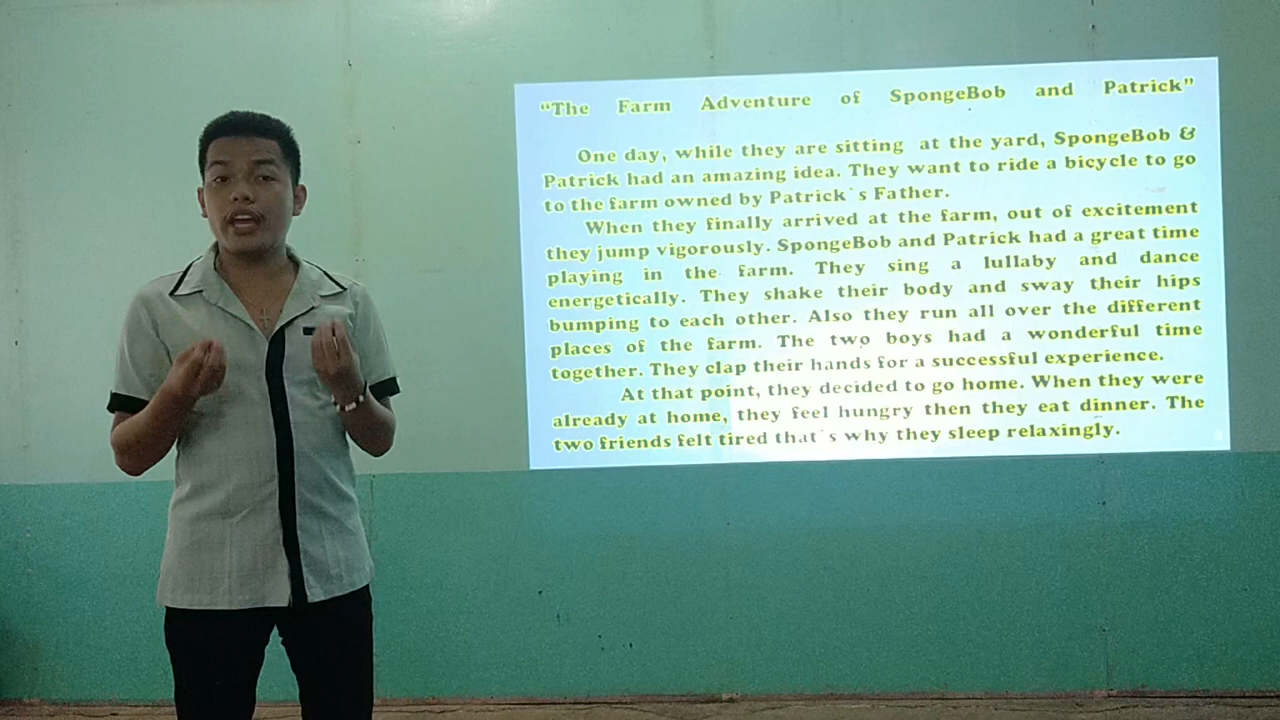 “The Farm Adventure of SpongeBob and Patrick”
One day, while they are sitting at the yard, SpongeBob &
Patrick had an amazing idea. They want to ride a bicycle to go
to the farm owned by Patrick`s Father.
When they finally arrived at the farm, out of excitement
they jump vigorously. SpongeBob and Patrick had a great time
playing in the farm. They sing a lullaby and dance
energetically. They shake their body and sway their hips
bumping to each other. Also they run all over the different
places of the farm. The two boys had a wonderful time
together. They clap their hands for a successful experience.
At that point, they decided to go home. When they were
already at home, they feel hungry then they eat dinner. The
two friends felt tired that`s why they sleep relaxingly.